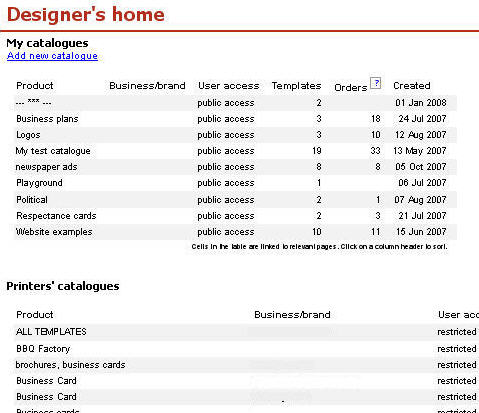 Designer's home
My catalogues
Add new catalogue
Product Business/brand User access Templates Orders ? Created
--- *** --- public access 2 01 Jan 2008
Business plans public access 3 18 24 Jul 2007
Logos public access 3 10 12 Aug 2007
My test catalogue public access 19 33 13 May 2007
newspaper ads public access 8 8 05 Oct 2007
Playground public access 1 06 Jul 2007
Political public access 2 1 07 Aug 2007
Respectance cards public access 2 3 21 Jul 2007
Website examples public access 10 11 15 Jun 2007
Cells in the table are linked to relevant pages. Click on a column header to sort.
Printers' catalogues
Product Business/brand User acc
ALL TEMPLATES restricted
BBQ Factory restricted
brochures, business cards restricted
Business Card restricted
Business Card restricted
Business cards restricted